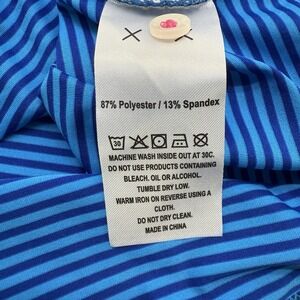 87% Polyester / 13% Spandex
30
MACHINE WASH INSIDE OUT AT 30C.
DO NOT USE PRODUCTS CONTAINING
BLEACH. OIL OR ALCOHOL.
TUMBLE DRY LOW.
WARM IRON ON REVERSE USING A
CLOTH.
DO NOT DRY CLEAN.
MADE IN CHINA